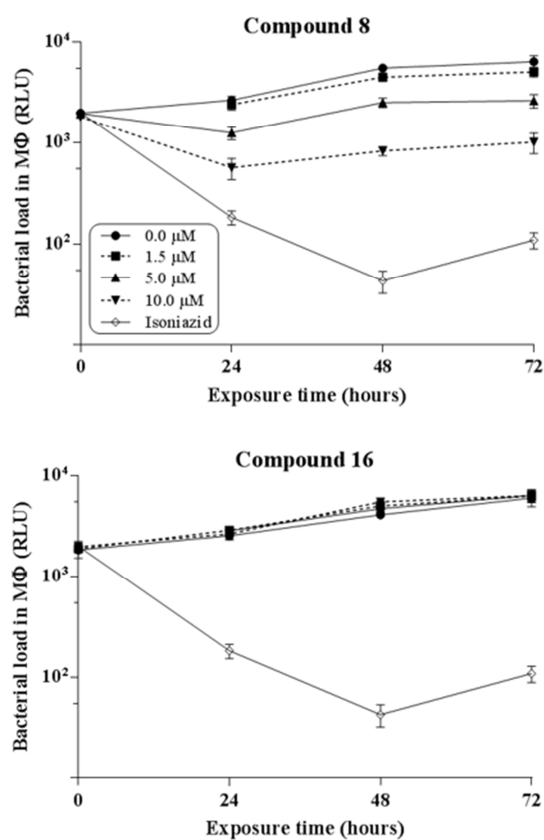 Compound 8
Bacterial load in MΦ (RLU)
10⁴
10³
10²
0.0 µM
1.5 µM
5.0 µM
10.0 µM
Isoniazid
0 24 48 72
Exposure time (hours)
Compound 16
Bacterial load in MΦ (RLU)
10⁴
10³
10²
0 24 48 72
Exposure time (hours)